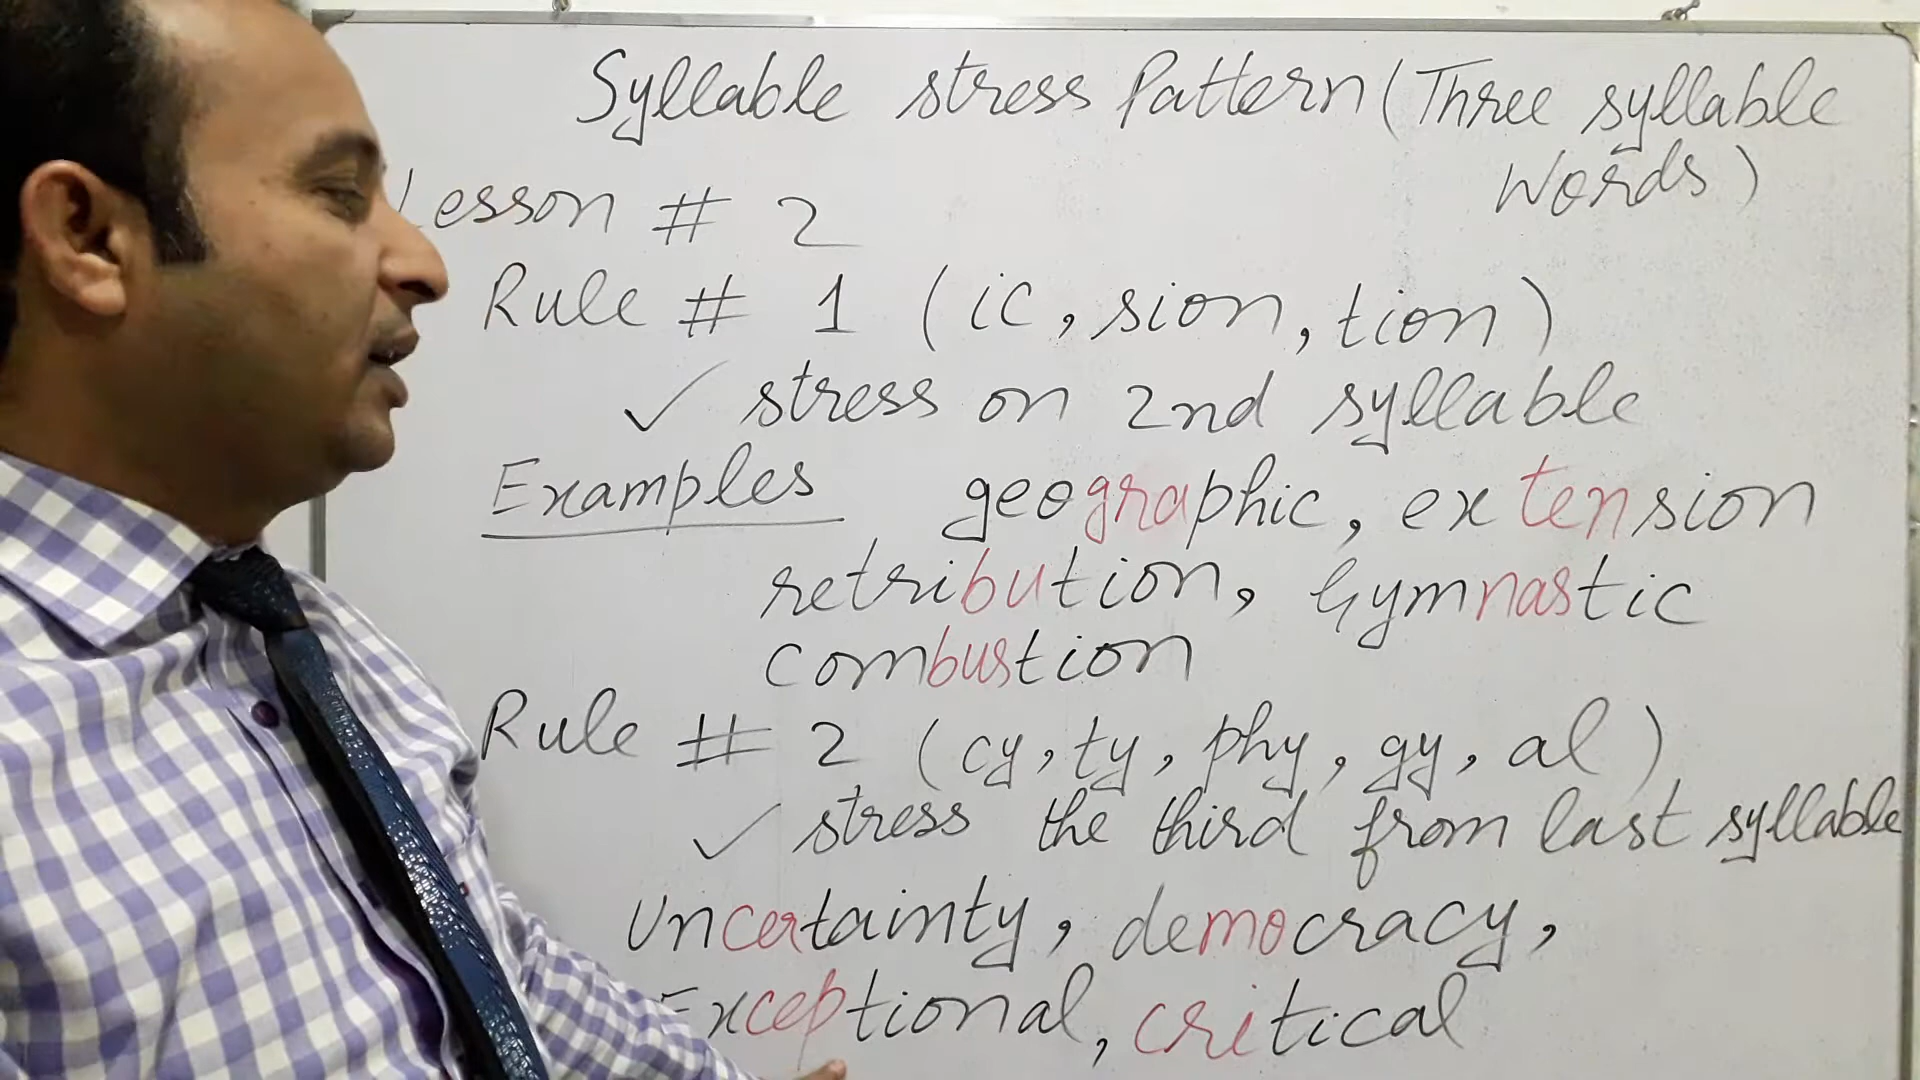 Syllable stress Pattern (Three syllable
Words)
Lesson # 2
Rule # 1 (ic, sion, tion)
✓ stress on 2nd syllable
Examples geographic, extension
retribution, Gymnastic
combustion
Rule # 2 (cy, ty, phy, gy, al)
✓ stress the third from last syllable
Uncertainty, democracy,
Exceptional, critical